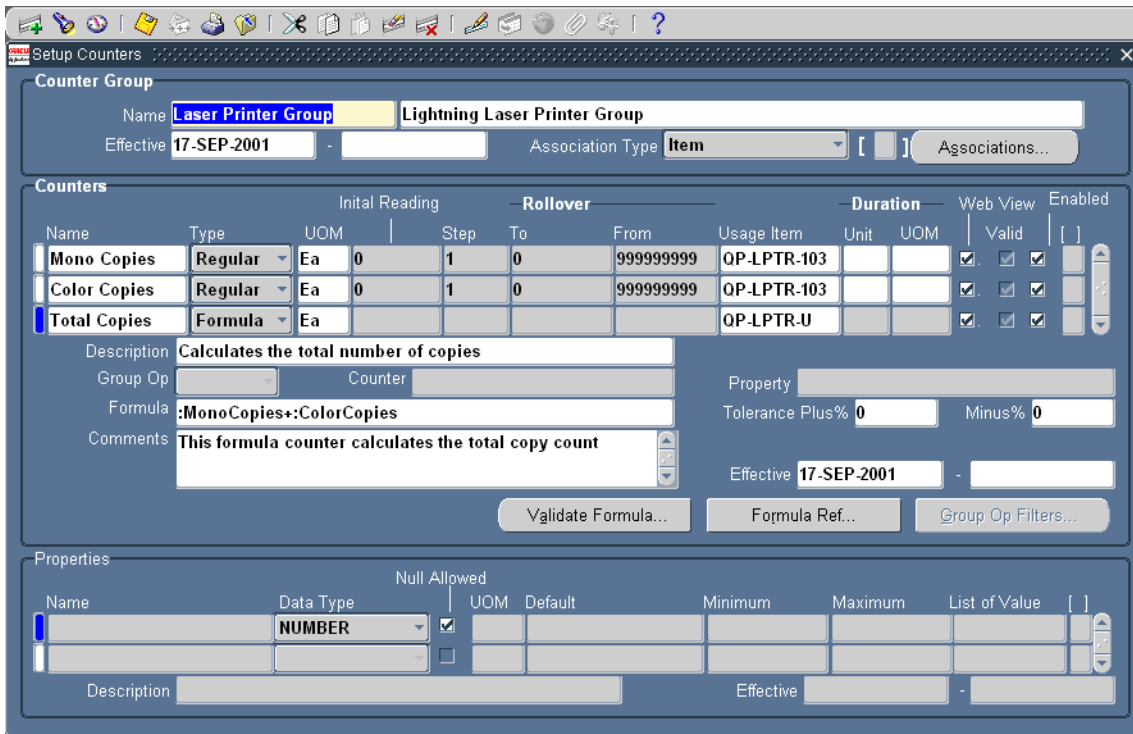 Setup Counters
Counter Group
Name Laser Printer Group Lightning Laser Printer Group
Effective 17-SEP-2001 - Association Type Item [ ] Associations...
Counters
Inital Reading Rollover Duration Web View Enabled
Name Type UOM Step To From Usage Item Unit UOM Valid [ ]
Mono Copies Regular Ea 0 1 0 999999999 QP-LPTR-103
Color Copies Regular Ea 0 1 0 999999999 QP-LPTR-103
Total Copies Formula Ea QP-LPTR-U
Description Calculates the total number of copies
Group Op Counter Property
Formula :MonoCopies+:ColorCopies Tolerance Plus% 0 Minus% 0
Comments This formula counter calculates the total copy count
Effective 17-SEP-2001 -
Validate Formula... Formula Ref... Group Op Filters...
Properties
Null Allowed
Name Data Type UOM Default Minimum Maximum List of Value [ ]
NUMBER
Description Effective -